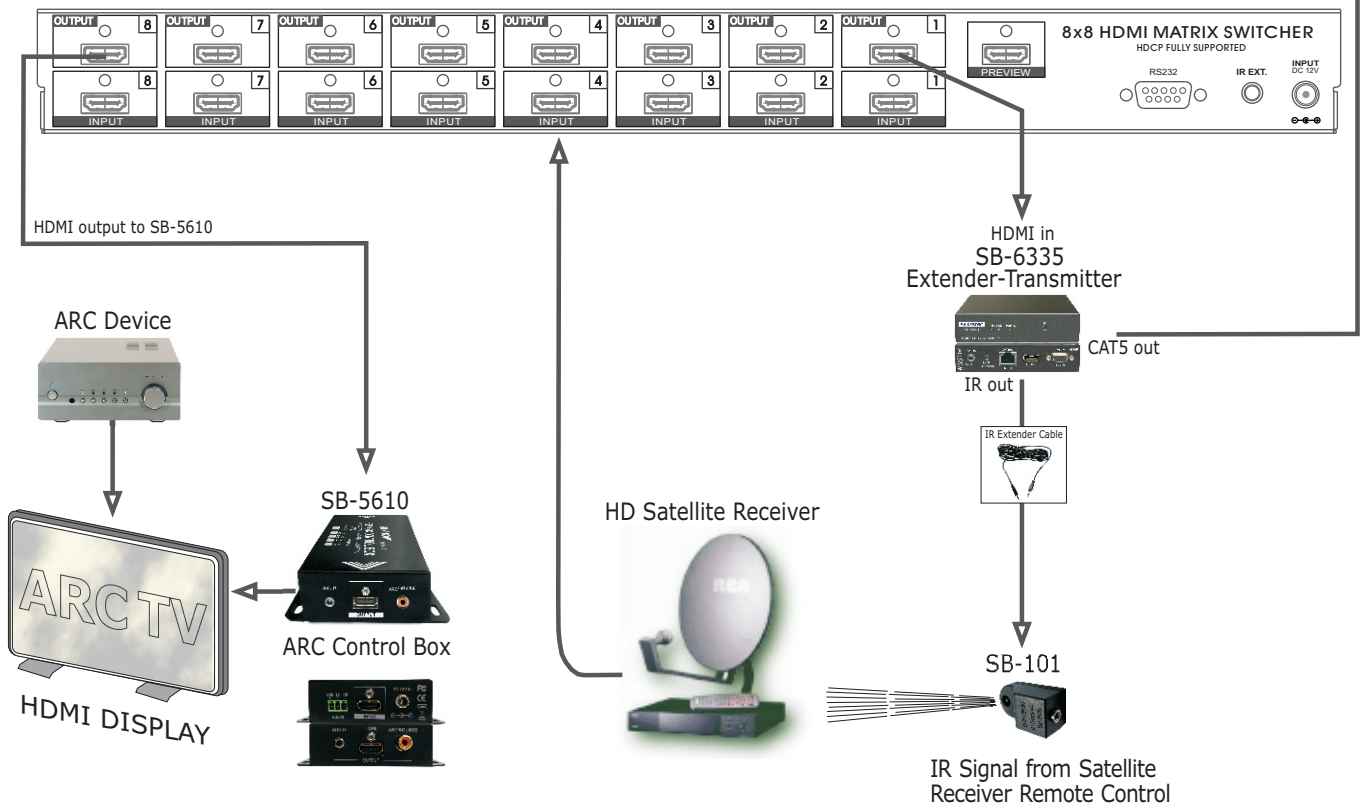 OUTPUT 8 OUTPUT 7 OUTPUT 6 OUTPUT 5 OUTPUT 4 OUTPUT 3 OUTPUT 2 OUTPUT 1
PREVIEW
8 7 6 5 4 3 2 1
INPUT INPUT INPUT INPUT INPUT INPUT INPUT INPUT
8x8 HDMI MATRIX SWITCHER
HDCP FULLY SUPPORTED
RS232
IR EXT.
INPUT
DC 12V
HDMI output to SB-5610
HDMI in
SB-6335
Extender-Transmitter
CAT5 out
IR out
IR Extender Cable
ARC Device
SB-5610
OUTPUT
ARC Control Box
OUTPUT
ARC TV
HDMI DISPLAY
HD Satellite Receiver
RCA
SB-101
IR Signal from Satellite
Receiver Remote Control